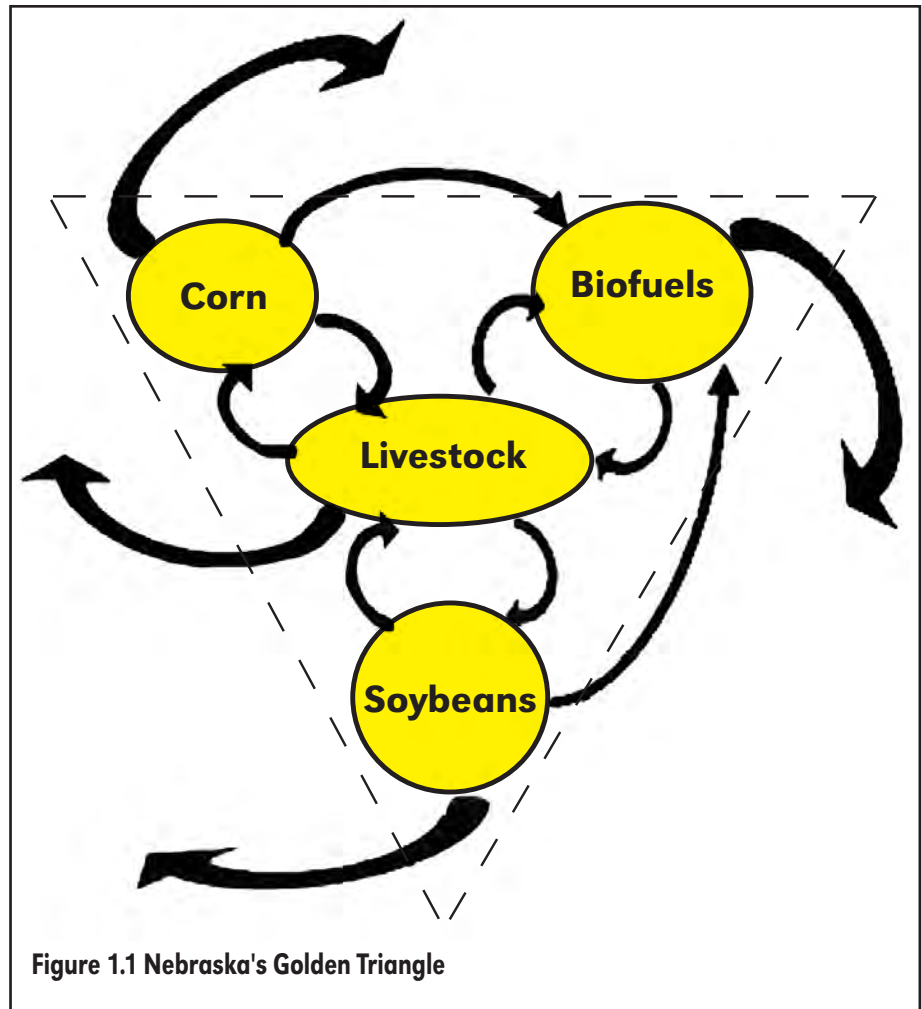 Corn
Biofuels
Livestock
Soybeans
Figure 1.1 Nebraska's Golden Triangle